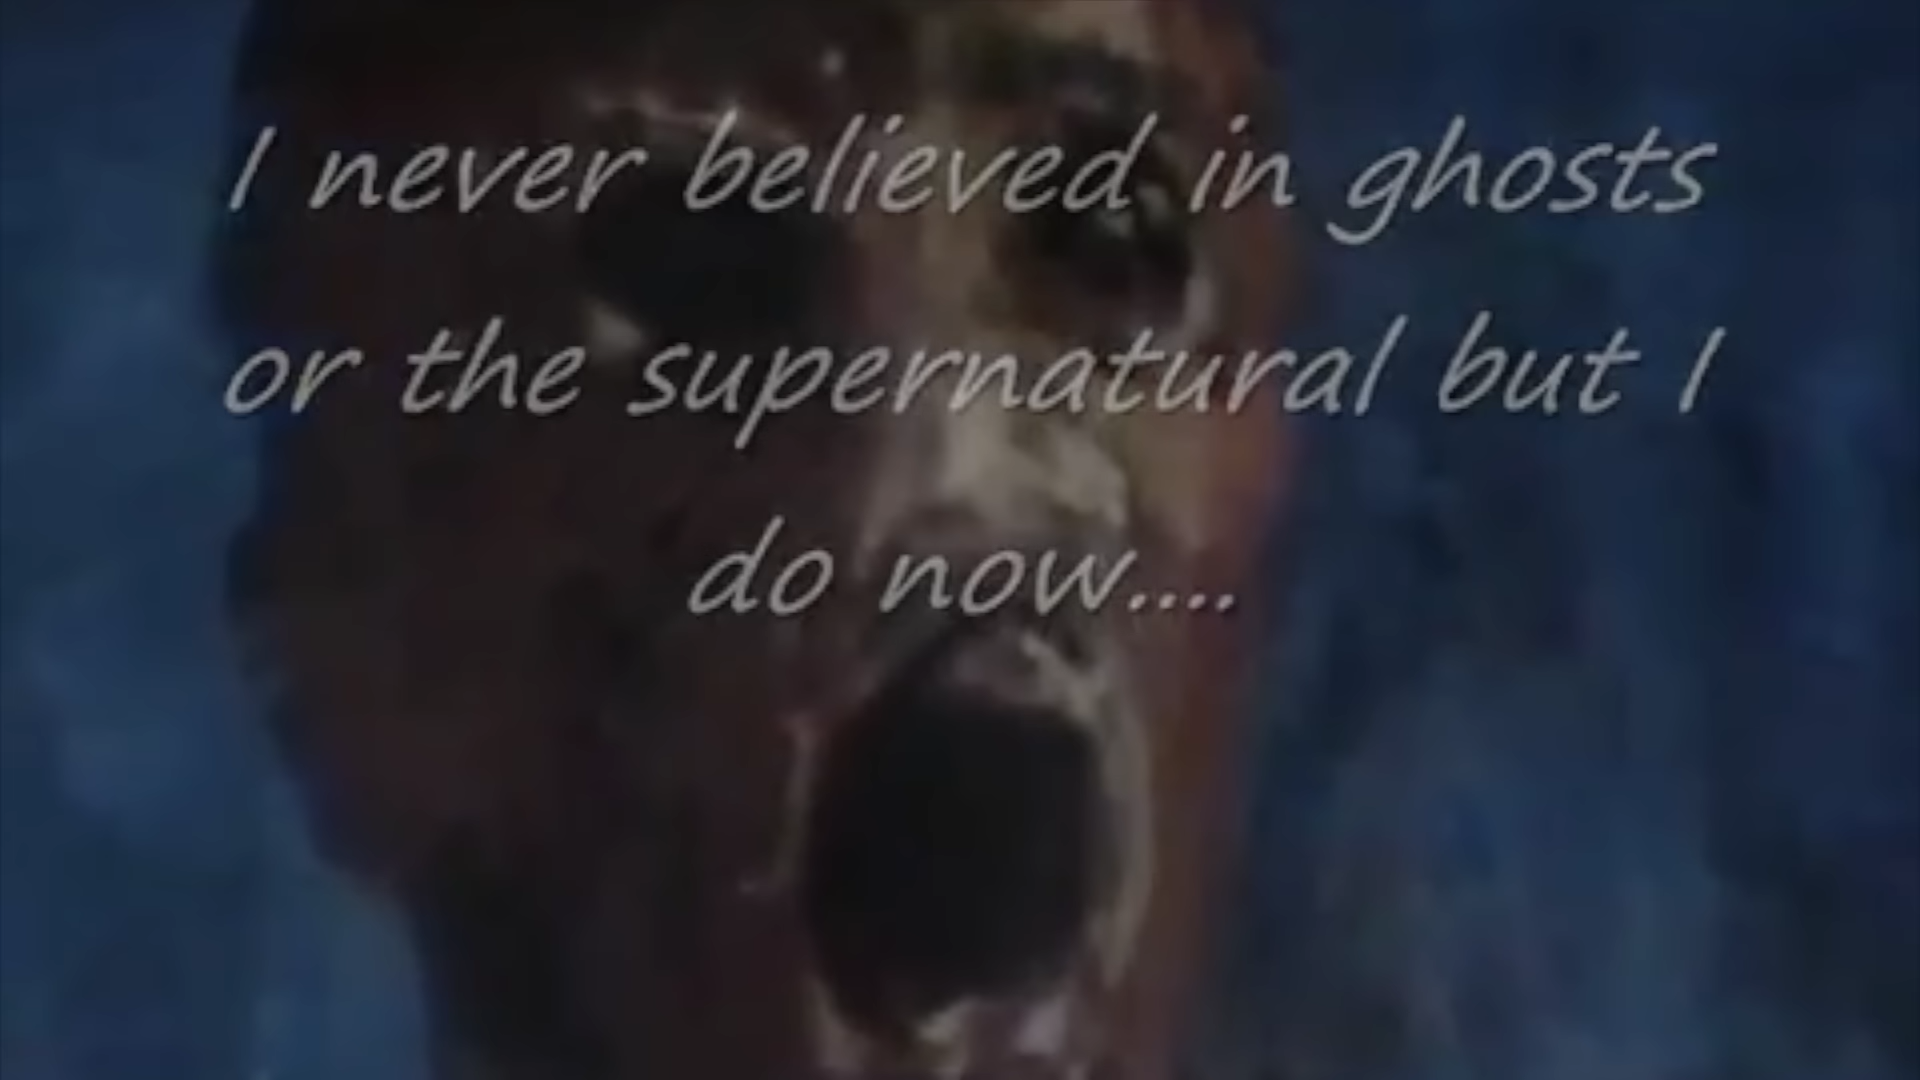 I never believed in ghosts
or the supernatural but I
do now....